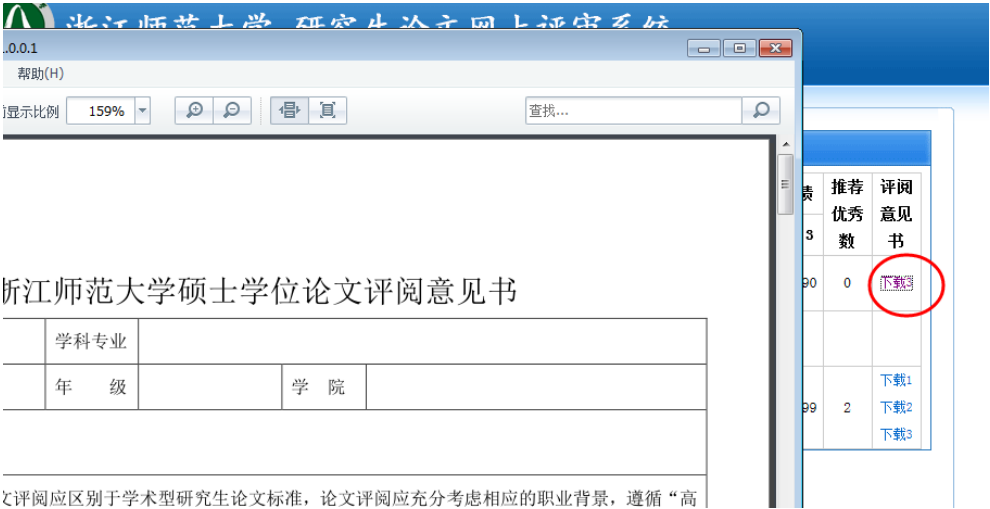 浙江师范大学 研究生论文网上评审系统
.0.0.1
帮助(H)
显示比例 159% 查找...
绩 推荐优秀数 评阅意见书
3
90 0 下载3
99 2 下载1
下载2
下载3
浙江师范大学硕士学位论文评阅意见书
学科专业
年 级 学 院
文评阅应区别于学术型研究生论文标准，论文评阅应充分考虑相应的职业背景，遵循“高